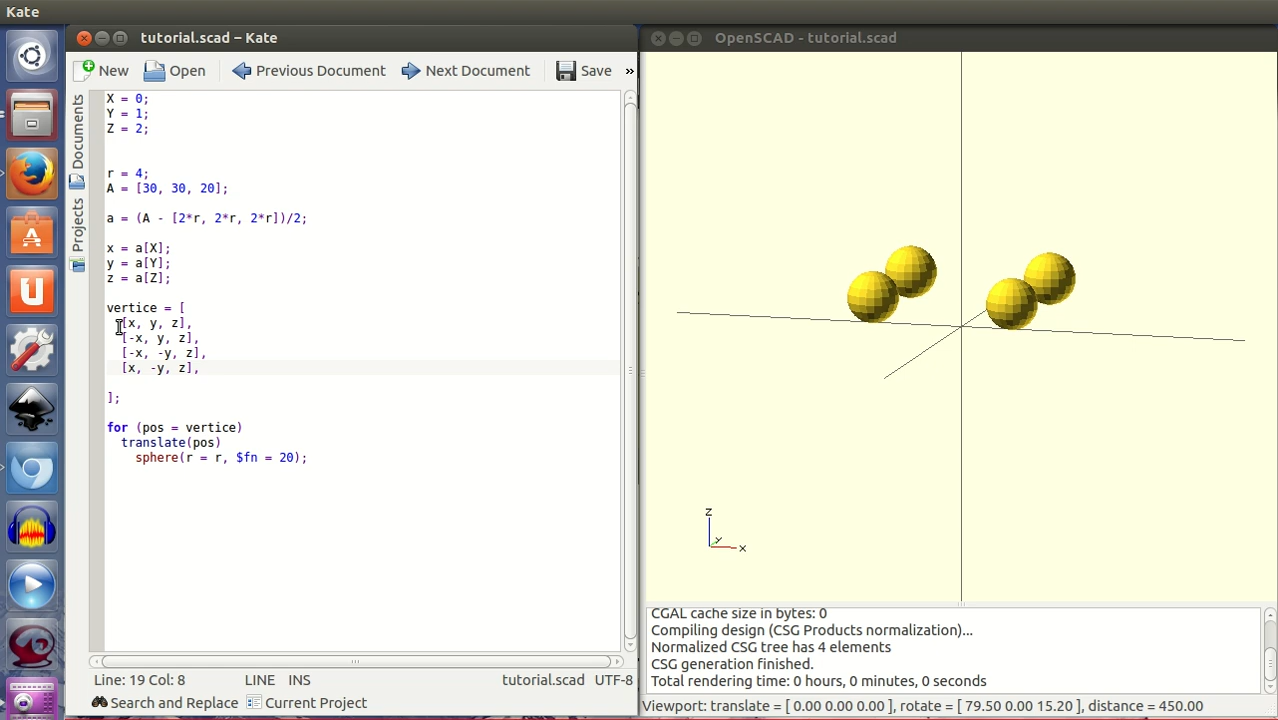 Kate
tutorial.scad – Kate
New Open Previous Document Next Document Save »
Documents
Projects
X = 0;
Y = 1;
Z = 2;
r = 4;
A = [30, 30, 20];
a = (A - [2*r, 2*r, 2*r])/2;
x = a[X];
y = a[Y];
z = a[Z];
vertice = [
[x, y, z],
[-x, y, z],
[-x, -y, z],
[x, -y, z],
];
for (pos = vertice)
translate(pos)
sphere(r = r, $fn = 20);
Line: 19 Col: 8 LINE INS tutorial.scad UTF-8
Search and Replace Current Project
OpenSCAD - tutorial.scad
z
y
x
CGAL cache size in bytes: 0
Compiling design (CSG Products normalization)...
Normalized CSG tree has 4 elements
CSG generation finished.
Total rendering time: 0 hours, 0 minutes, 0 seconds
Viewport: translate = [ 0.00 0.00 0.00 ], rotate = [ 79.50 0.00 15.20 ], distance = 450.00